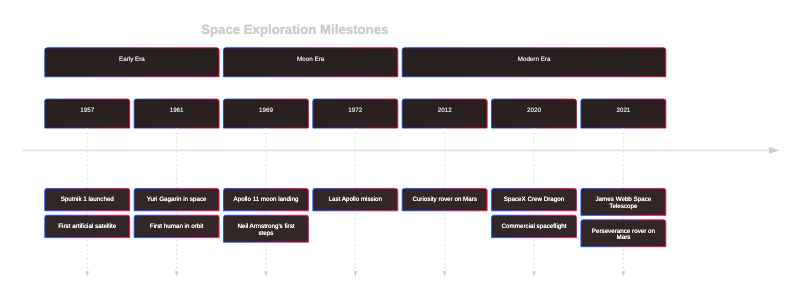 Space Exploration Milestones
Early Era
Moon Era
Modern Era
1957
1961
1969
1972
2012
2020
2021
Sputnik 1 launched
First artificial satellite
Yuri Gagarin in space
First human in orbit
Apollo 11 moon landing
Neil Armstrong's first
steps
Last Apollo mission
Curiosity rover on Mars
SpaceX Crew Dragon
Commercial spaceflight
James Webb Space
Telescope
Perseverance rover on
Mars